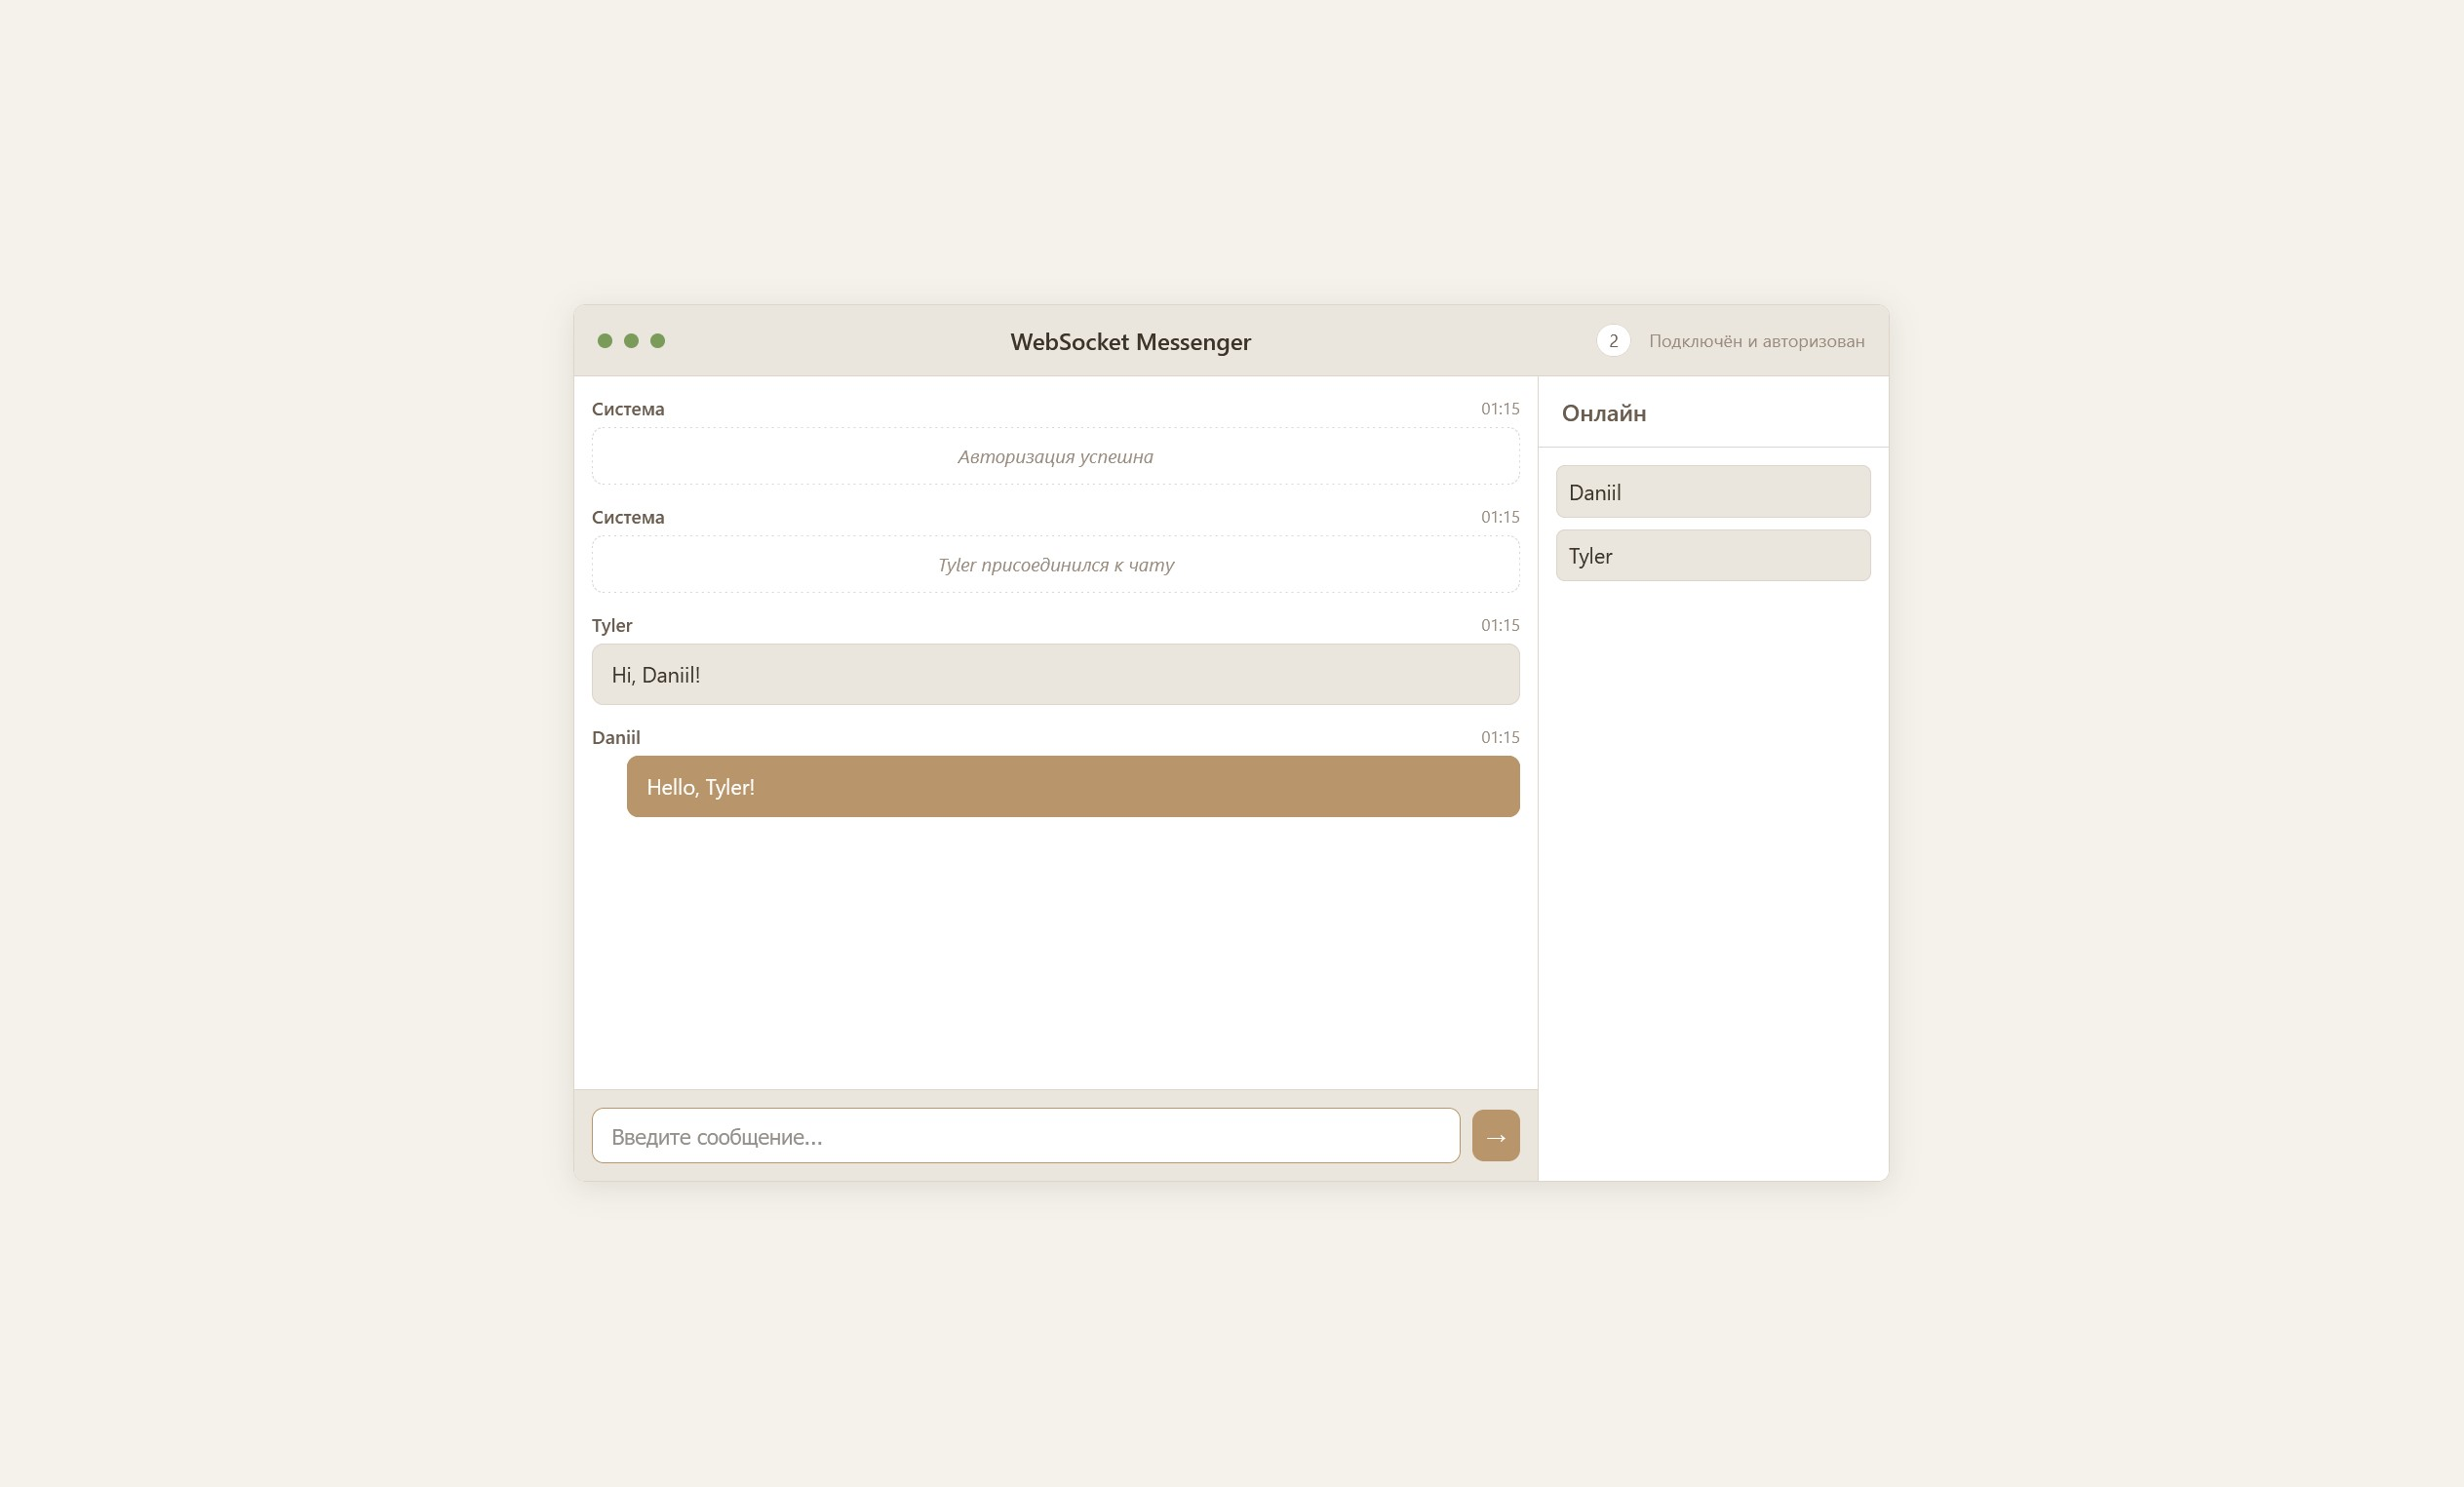 WebSocket Messenger
2 Подключён и авторизован
Система 01:15
Авторизация успешна
Система 01:15
Tyler присоединился к чату
Tyler 01:15
Hi, Daniil!
Daniil 01:15
Hello, Tyler!
Введите сообщение...
→
Онлайн
Daniil
Tyler